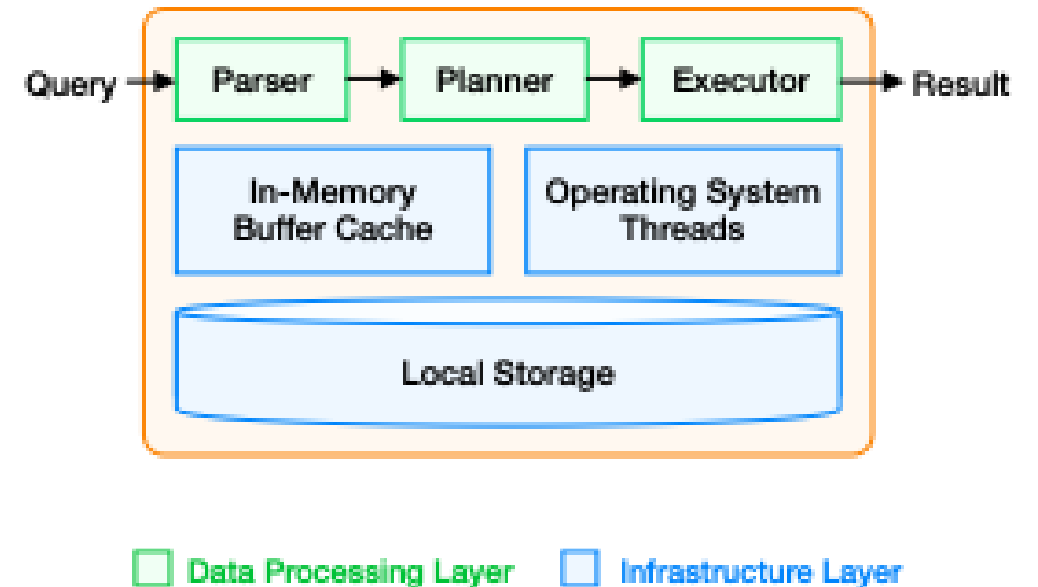 Query
Parser
Planner
Executor
Result
In-Memory
Buffer Cache
Operating System
Threads
Local Storage
Data Processing Layer
Infrastructure Layer